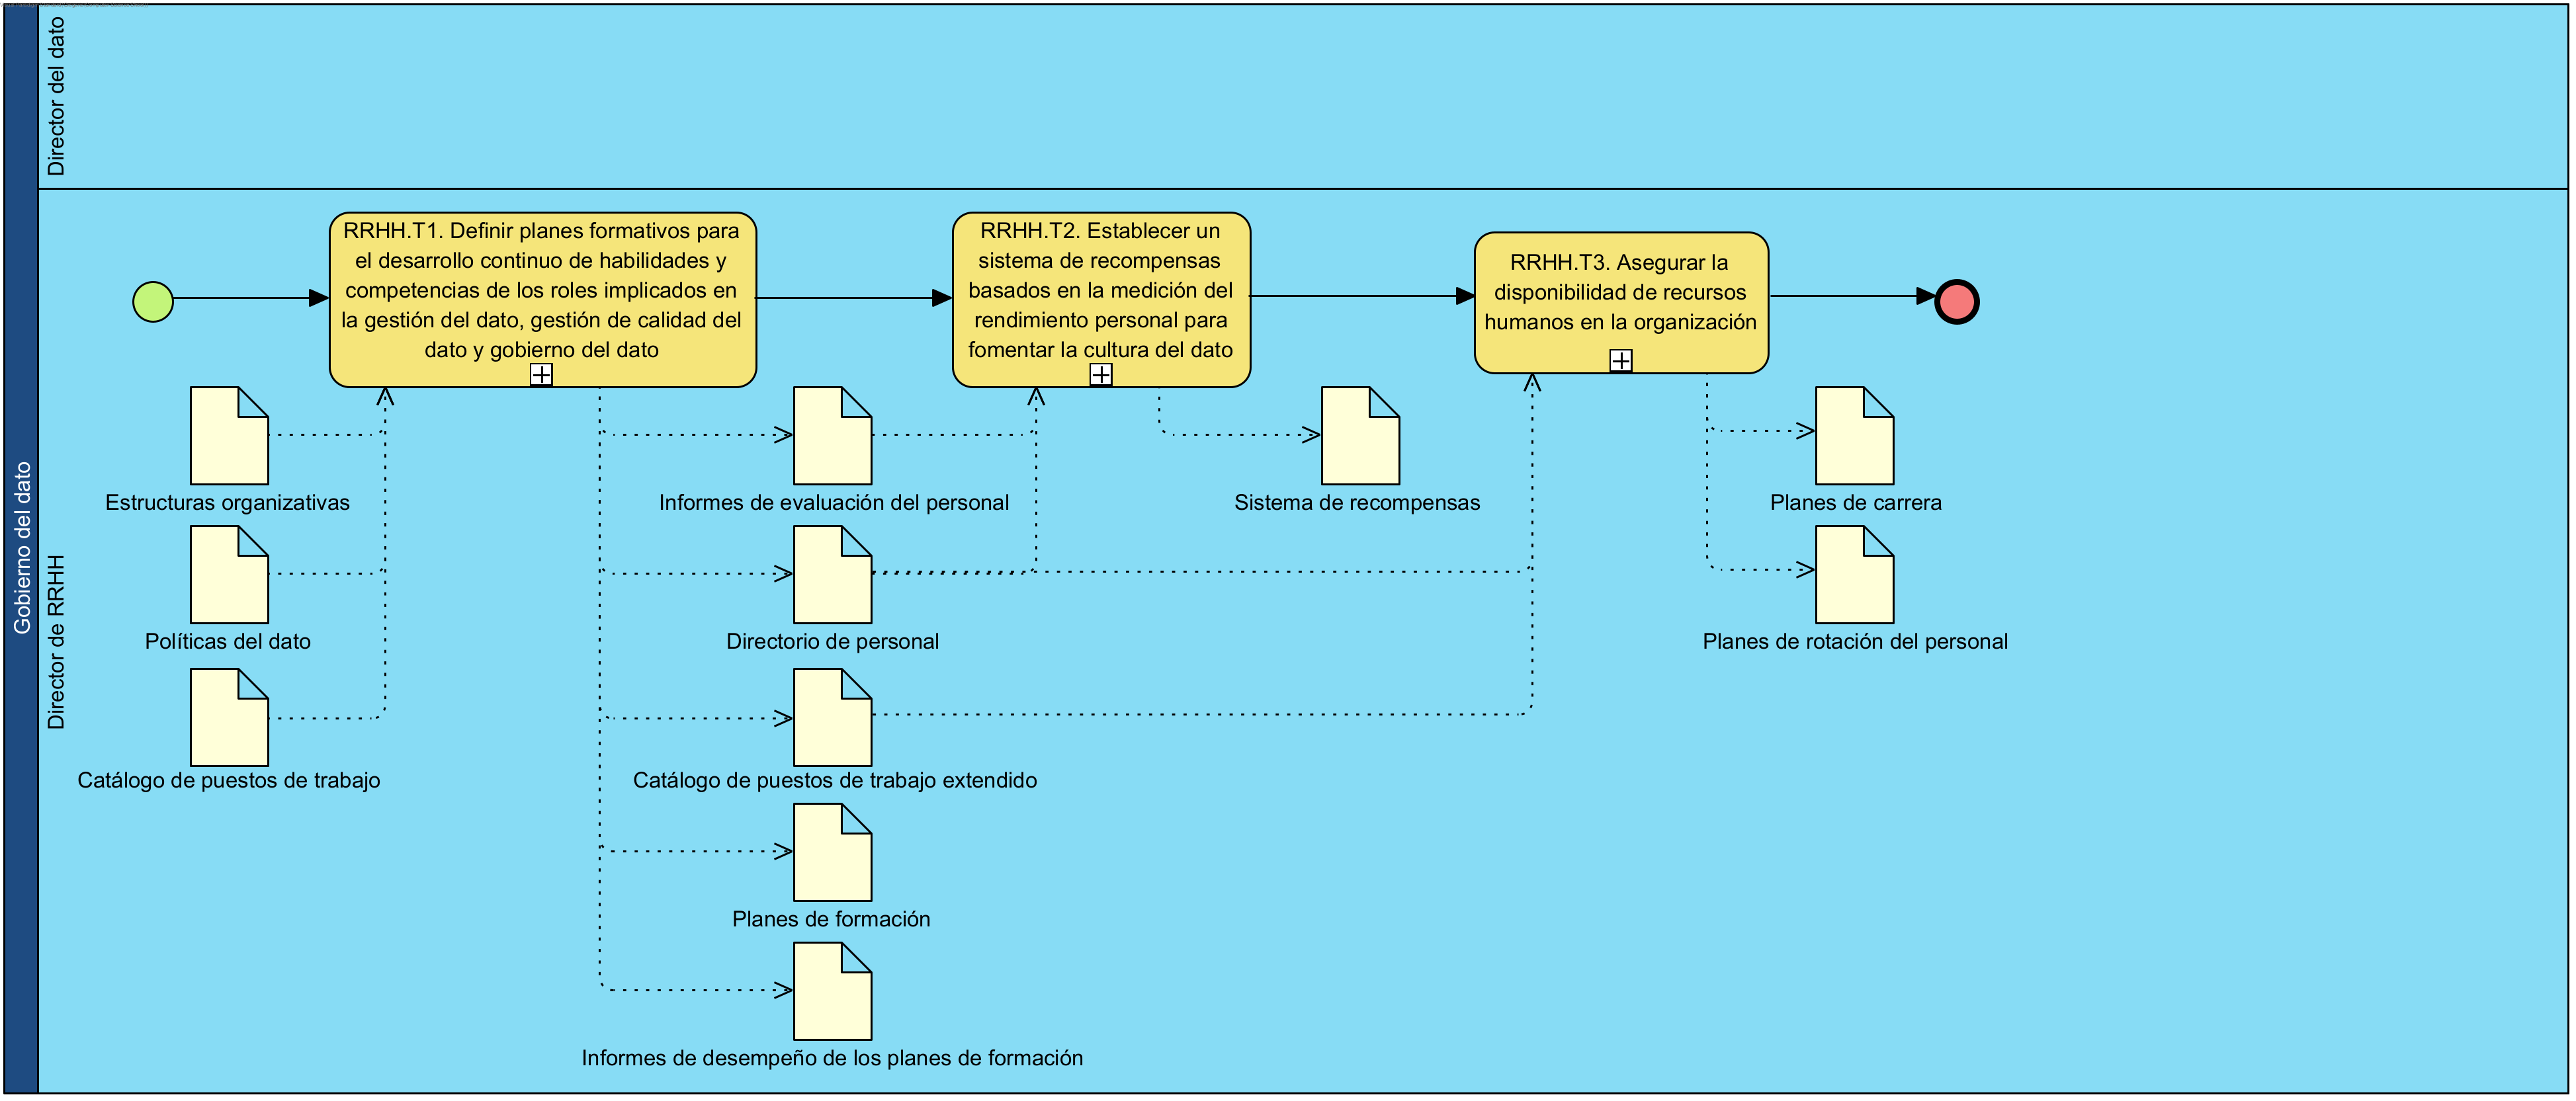 Gobierno del dato
Director del dato
Director de RRHH
RRHH.T1. Definir planes formativos para
el desarrollo continuo de habilidades y
competencias de los roles implicados en
la gestión del dato, gestión de calidad del
dato y gobierno del dato
RRHH.T2. Establecer un
sistema de recompensas
basados en la medición del
rendimiento personal para
fomentar la cultura del dato
RRHH.T3. Asegurar la
disponibilidad de recursos
humanos en la organización
Estructuras organizativas
Informes de evaluación del personal
Sistema de recompensas
Planes de carrera
Políticas del dato
Directorio de personal
Planes de rotación del personal
Catálogo de puestos de trabajo
Catálogo de puestos de trabajo extendido
Planes de formación
Informes de desempeño de los planes de formación